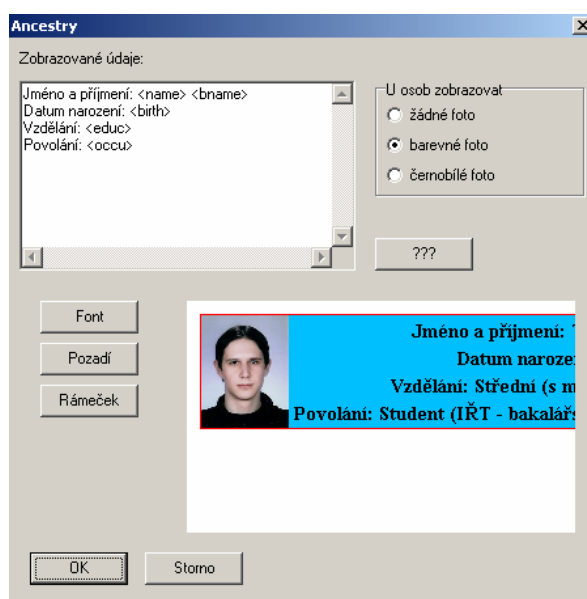 Ancestry
Zobrazované údaje:
Jméno a příjmení: <name> <bname>
Datum narození: <birth>
Vzdělání: <educ>
Povolání: <occu>
U osob zobrazovat
žádné foto
barevné foto
černobílé foto
???
Font
Pozadí
Rámeček
Jméno a příjmení:
Datum naroze
Vzdělání: Střední (s m
Povolání: Student (IŘT - bakalářs
OK
Storno